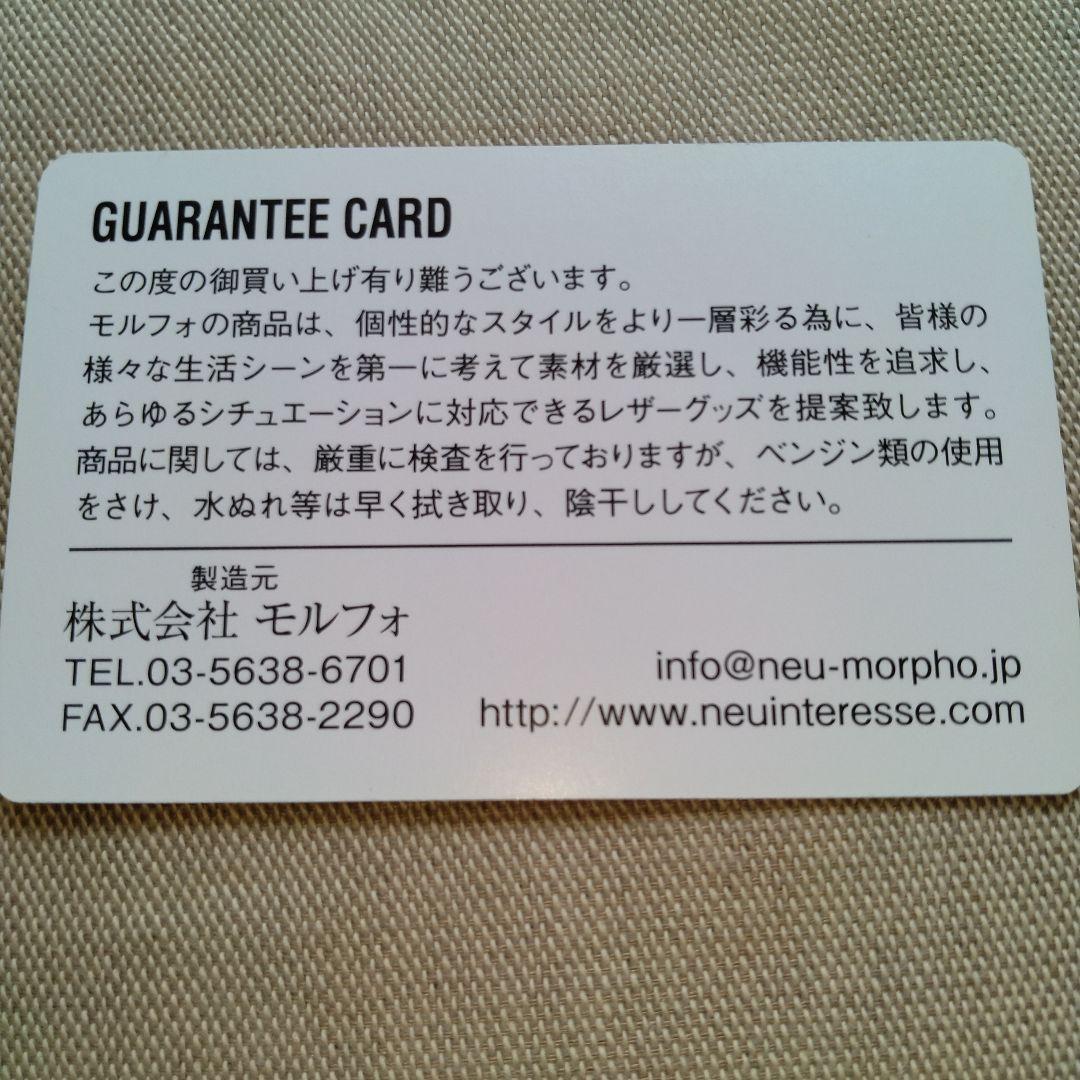 GUARANTEE CARD
この度の御買い上げ有り難うございます。
モルフォの商品は、個性的なスタイルをより一層彩る為に、皆様の
様々な生活シーンを第一に考えて素材を厳選し、機能性を追求し、
あらゆるシチュエーションに対応できるレザーグッズを提案致します。
商品に関しては、厳重に検査を行っておりますが、ベンジン類の使用
をさけ、水ぬれ等は早く拭き取り、陰干ししてください。
製造元
株式会社 モルフォ
TEL.03-5638-6701
FAX.03-5638-2290
info@neu-morpho.jp
http://www.neuinteresse.com